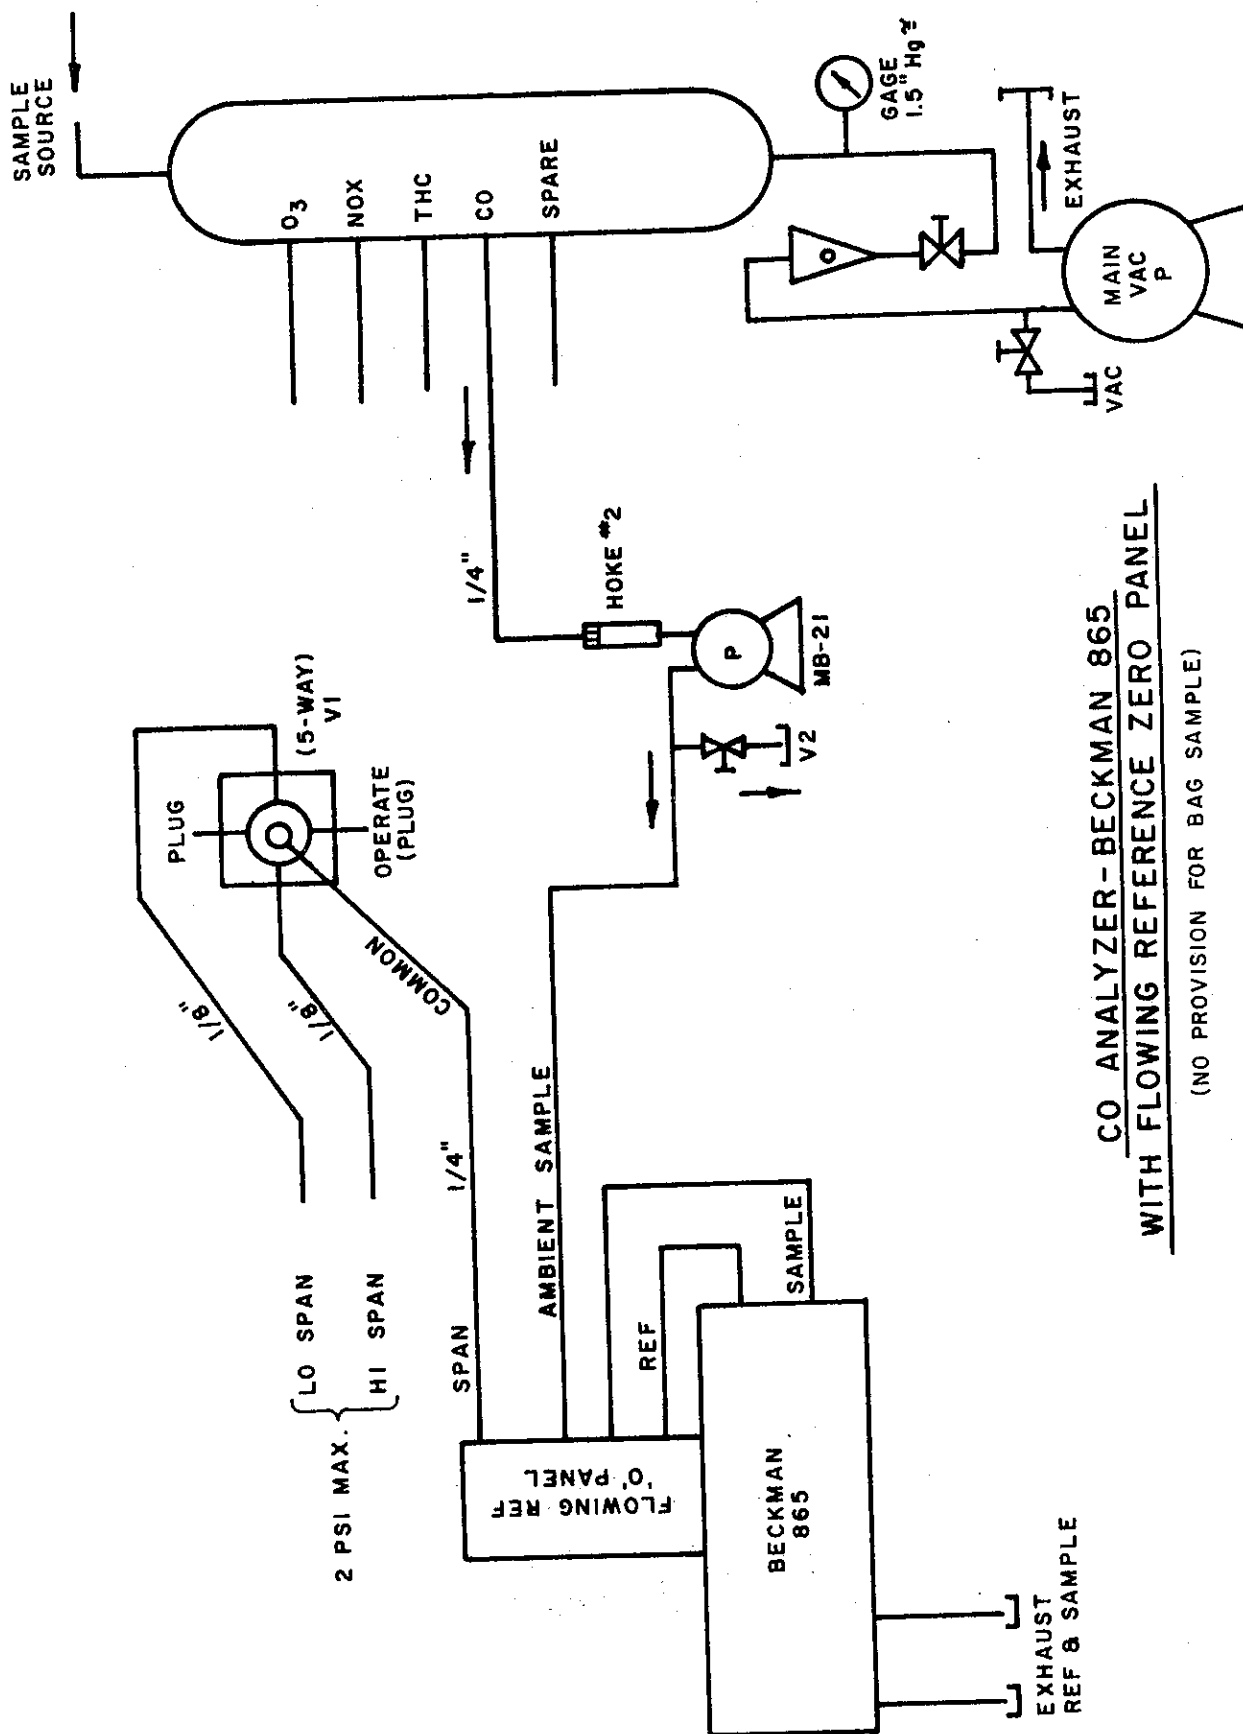 SAMPLE
SOURCE
O3
NOX
THC
CO
SPARE
GAGE
1.5" Hg ≅
EXHAUST
MAIN
VAC
P
VAC
1/4"
HOKE #2
P
MB-21
V2
(5-WAY)
V1
PLUG
OPERATE
(PLUG)
COMMON
1/8"
1/8"
LO SPAN
HI SPAN
2 PSI MAX.
1/4"
SPAN
AMBIENT SAMPLE
REF
SAMPLE
FLOWING REF
'O' PANEL
BECKMAN
865
EXHAUST
REF & SAMPLE
CO ANALYZER-BECKMAN 865
WITH FLOWING REFERENCE ZERO PANEL
(NO PROVISION FOR BAG SAMPLE)